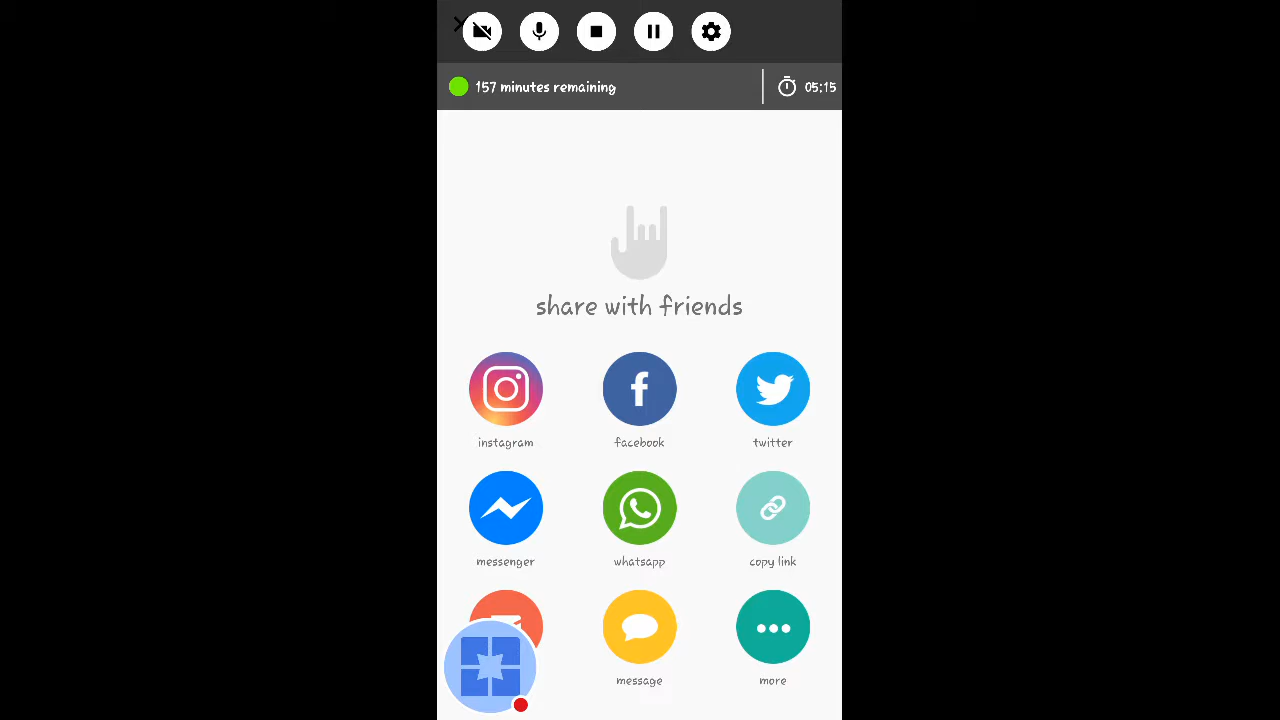 157 minutes remaining
05:15
share with friends
instagram
facebook
twitter
messenger
whatsapp
copy link
message
more